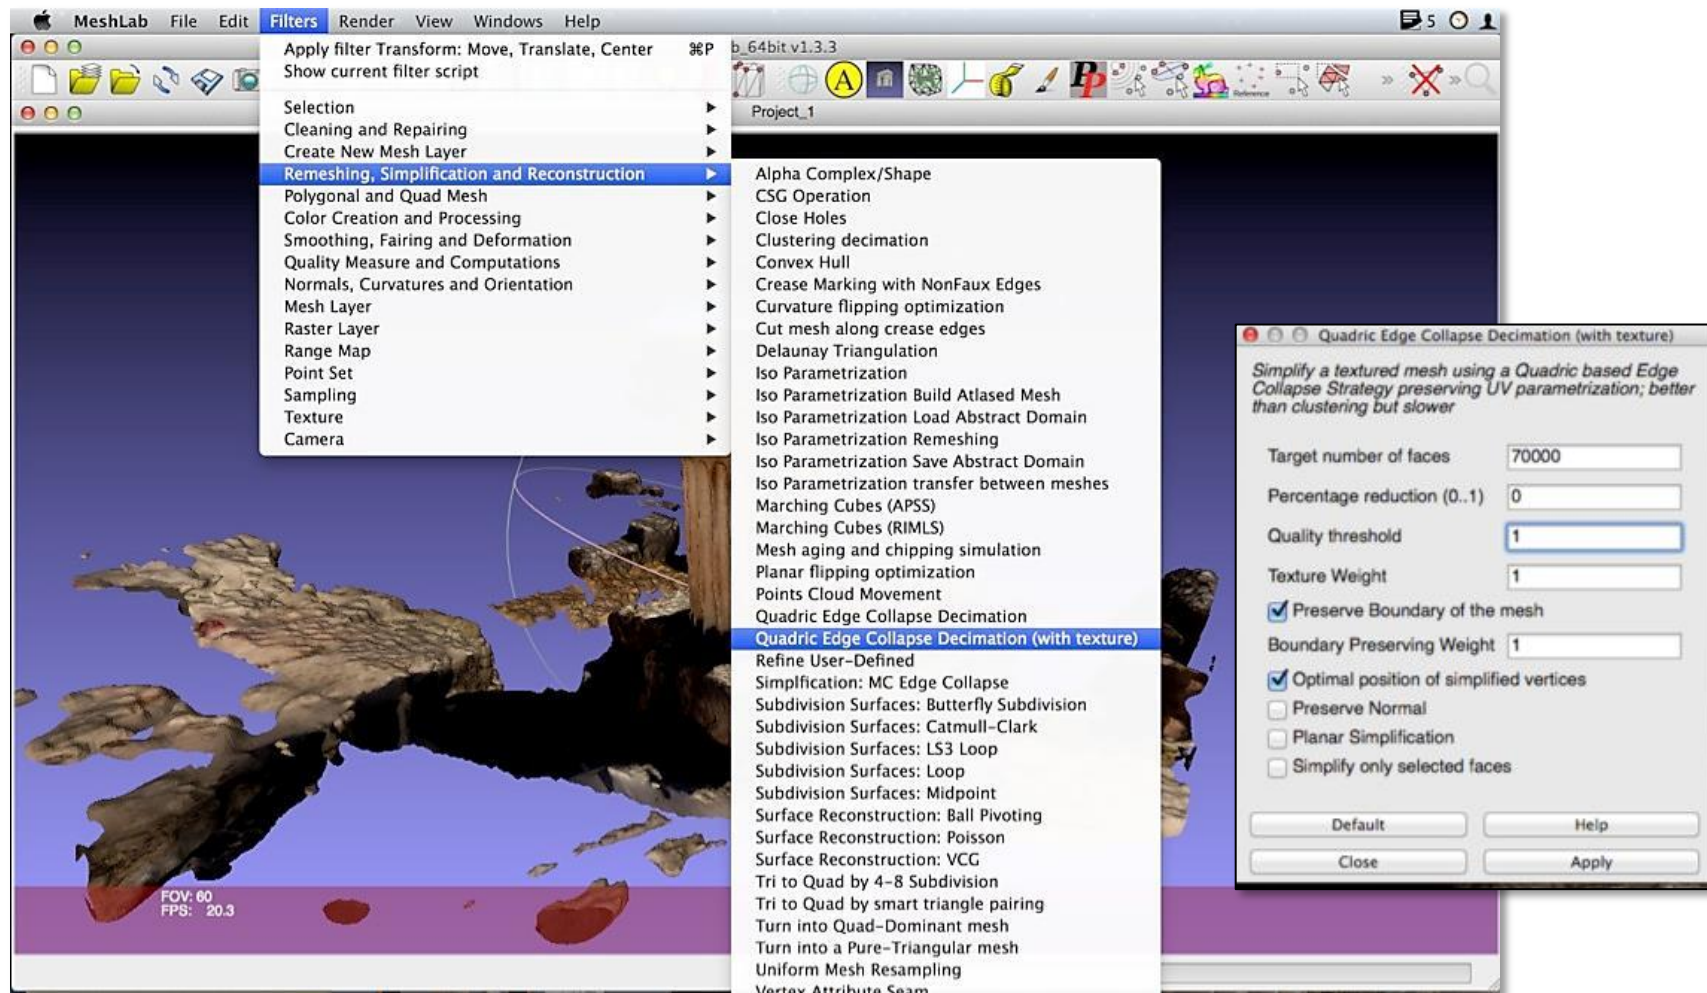 MeshLab File Edit Filters Render View Windows Help 5
b_64bit v1.3.3
Apply filter Transform: Move, Translate, Center ⌘P
Show current filter script
A
P P
Reference
Project_1
Selection
Cleaning and Repairing
Create New Mesh Layer
Remeshing, Simplification and Reconstruction
Polygonal and Quad Mesh
Color Creation and Processing
Smoothing, Fairing and Deformation
Quality Measure and Computations
Normals, Curvatures and Orientation
Mesh Layer
Raster Layer
Range Map
Point Set
Sampling
Texture
Camera
Alpha Complex/Shape
CSG Operation
Close Holes
Clustering decimation
Convex Hull
Crease Marking with NonFaux Edges
Curvature flipping optimization
Cut mesh along crease edges
Delaunay Triangulation
Iso Parametrization
Iso Parametrization Build Atlased Mesh
Iso Parametrization Load Abstract Domain
Iso Parametrization Remeshing
Iso Parametrization Save Abstract Domain
Iso Parametrization transfer between meshes
Marching Cubes (APSS)
Marching Cubes (RIMLS)
Mesh aging and chipping simulation
Planar flipping optimization
Points Cloud Movement
Quadric Edge Collapse Decimation
Quadric Edge Collapse Decimation (with texture)
Refine User-Defined
Simplfication: MC Edge Collapse
Subdivision Surfaces: Butterfly Subdivision
Subdivision Surfaces: Catmull-Clark
Subdivision Surfaces: LS3 Loop
Subdivision Surfaces: Loop
Subdivision Surfaces: Midpoint
Surface Reconstruction: Ball Pivoting
Surface Reconstruction: Poisson
Surface Reconstruction: VCG
Tri to Quad by 4-8 Subdivision
Tri to Quad by smart triangle pairing
Turn into Quad-Dominant mesh
Turn into a Pure-Triangular mesh
Uniform Mesh Resampling
Vertex Attribute Seam
FOV: 60
FPS: 20.3
Quadric Edge Collapse Decimation (with texture)
Simplify a textured mesh using a Quadric based Edge
Collapse Strategy preserving UV parametrization; better
than clustering but slower
Target number of faces 70000
Percentage reduction (0..1) 0
Quality threshold 1
Texture Weight 1
Preserve Boundary of the mesh
Boundary Preserving Weight 1
Optimal position of simplified vertices
Preserve Normal
Planar Simplification
Simplify only selected faces
Default Help
Close Apply